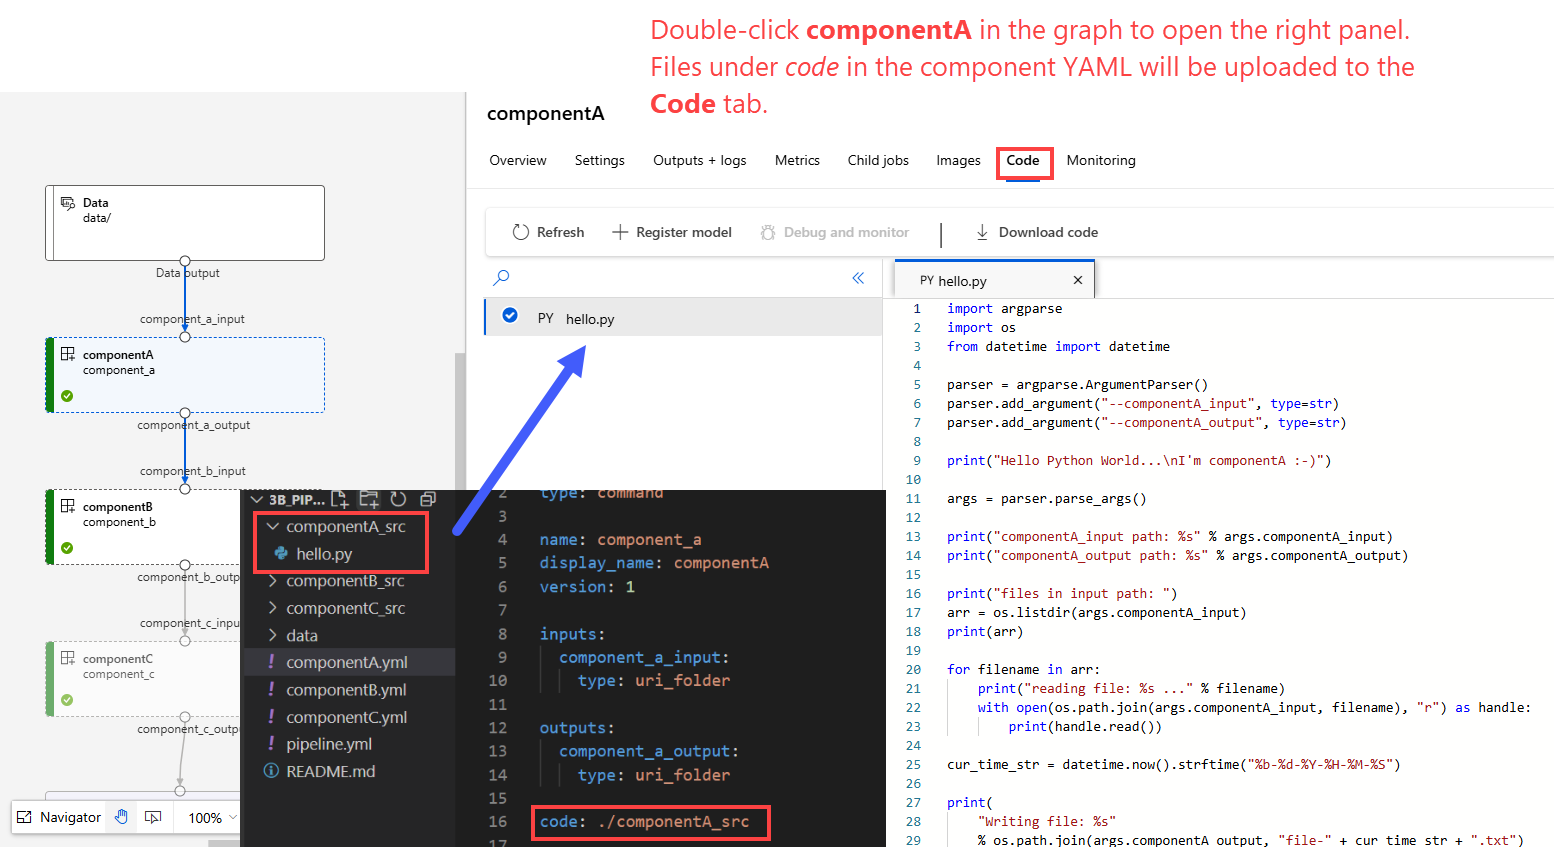 Double-click componentA in the graph to open the right panel.
Files under code in the component YAML will be uploaded to the
Code tab.
componentA
Overview
Settings
Outputs + logs
Metrics
Child jobs
Images
Code
Monitoring
Refresh
Register model
Debug and monitor
Download code
Data
data/
Data output
component_a_input
componentA
component_a
component_a_output
component_b_input
componentB
component_b
component_b_outp
component_c_inpu
componentC
component_c
component_c_outp
Navigator
100%
PY hello.py
3B_PIP...
componentA_src
hello.py
componentB_src
componentC_src
data
! componentA.yml
! componentB.yml
! componentC.yml
! pipeline.yml
README.md
2 type: command
3
4 name: component_a
5 display_name: componentA
6 version: 1
7
8 inputs:
9 component_a_input:
10 type: uri_folder
11
12 outputs:
13 component_a_output:
14 type: uri_folder
15
16 code: ./componentA_src
17
PY hello.py
1 import argparse
2 import os
3 from datetime import datetime
4
5 parser = argparse.ArgumentParser()
6 parser.add_argument("--componentA_input", type=str)
7 parser.add_argument("--componentA_output", type=str)
8
9 print("Hello Python World...\nI'm componentA :-)")
10
11 args = parser.parse_args()
12
13 print("componentA_input path: %s" % args.componentA_input)
14 print("componentA_output path: %s" % args.componentA_output)
15
16 print("files in input path: ")
17 arr = os.listdir(args.componentA_input)
18 print(arr)
19
20 for filename in arr:
21 print("reading file: %s ..." % filename)
22 with open(os.path.join(args.componentA_input, filename), "r") as handle:
23 print(handle.read())
24
25 cur_time_str = datetime.now().strftime("%b-%d-%Y-%H-%M-%S")
26
27 print(
28 "Writing file: %s"
29 % os.path.join(args.componentA_output, "file-" + cur_time_str + ".txt")